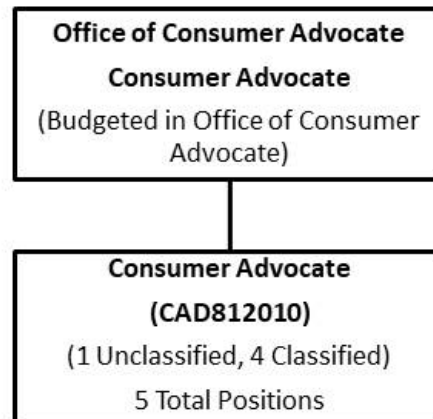 Office of Consumer Advocate
Consumer Advocate
(Budgeted in Office of Consumer
Advocate)
Consumer Advocate
(CAD812010)
(1 Unclassified, 4 Classified)
5 Total Positions